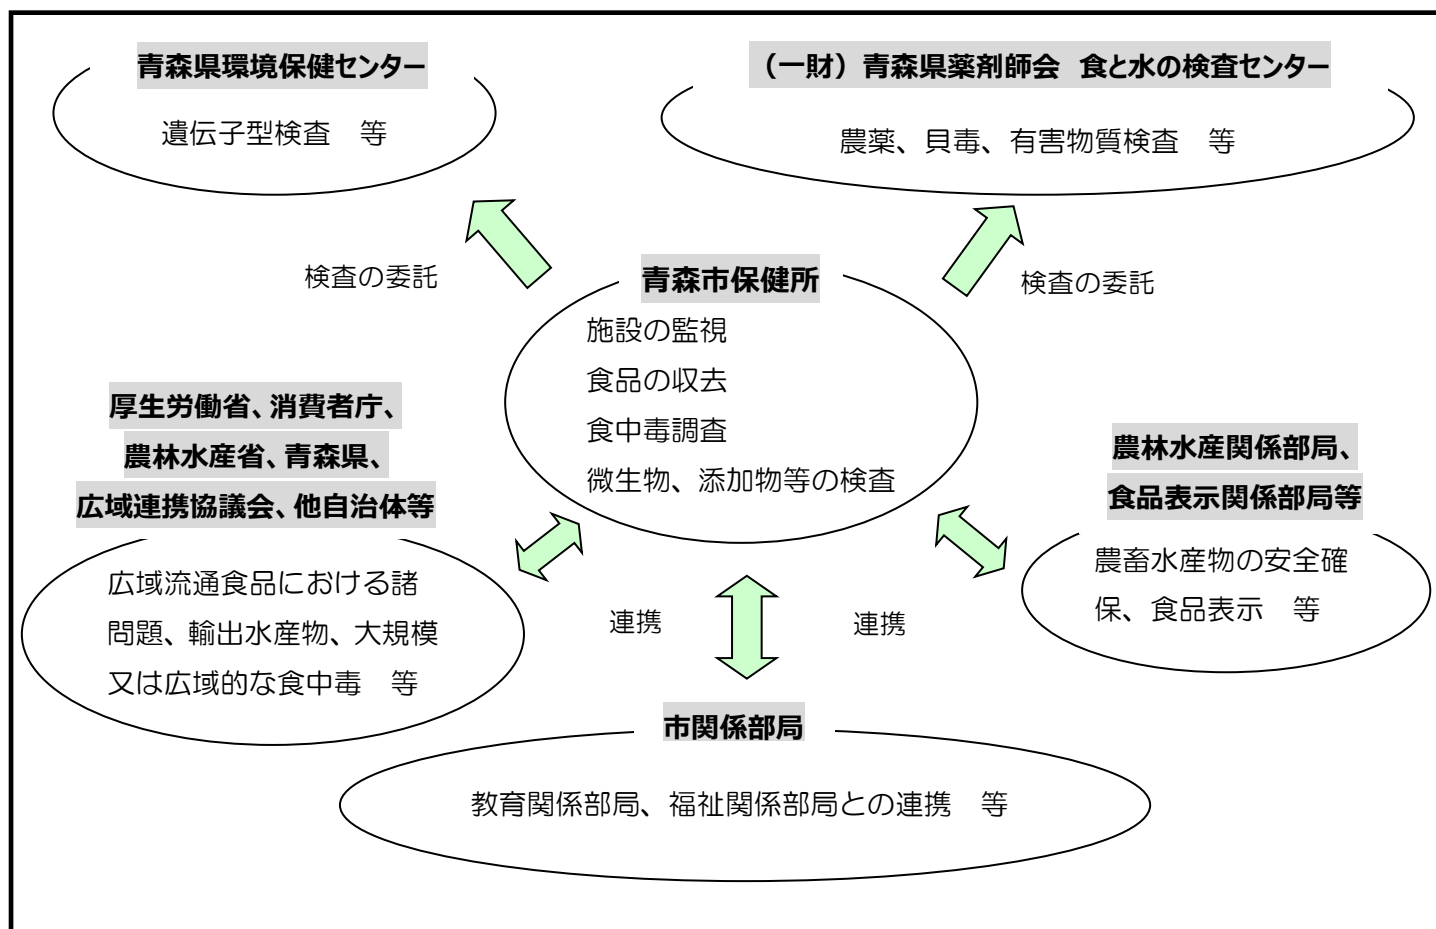 青森県環境保健センター
遺伝子型検査　等
（一財）青森県薬剤師会　食と水の検査センター
農薬、貝毒、有害物質検査　等
検査の委託
検査の委託
青森市保健所
施設の監視
食品の収去
食中毒調査
微生物、添加物等の検査
厚生労働省、消費者庁、
農林水産省、青森県、
広域連携協議会、他自治体等
広域流通食品における諸
問題、輸出水産物、大規模
又は広域的な食中毒　等
農林水産関係部局、
食品表示関係部局等
農畜水産物の安全確
保、食品表示　等
連携
連携
市関係部局
教育関係部局、福祉関係部局との連携　等